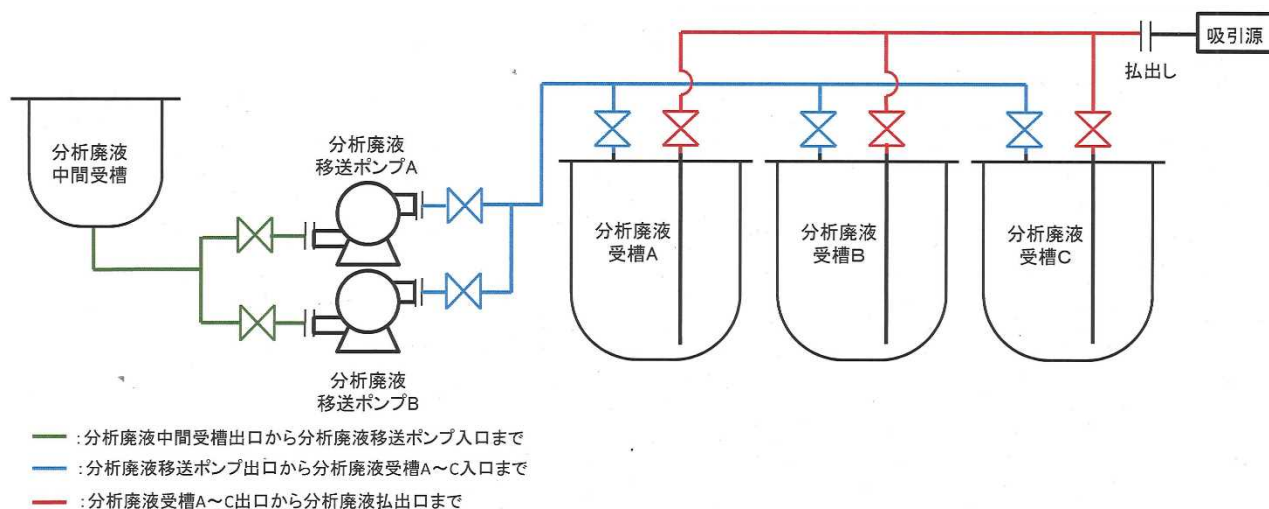 吸引源
払出し
分析廃液
中間受槽
分析廃液
移送ポンプA
分析廃液
受槽A
分析廃液
受槽B
分析廃液
受槽C
分析廃液
移送ポンプB
:分析廃液中間受槽出口から分析廃液移送ポンプ入口まで
:分析廃液移送ポンプ出口から分析廃液受槽A～C入口まで
:分析廃液受槽A～C出口から分析廃液払出口まで